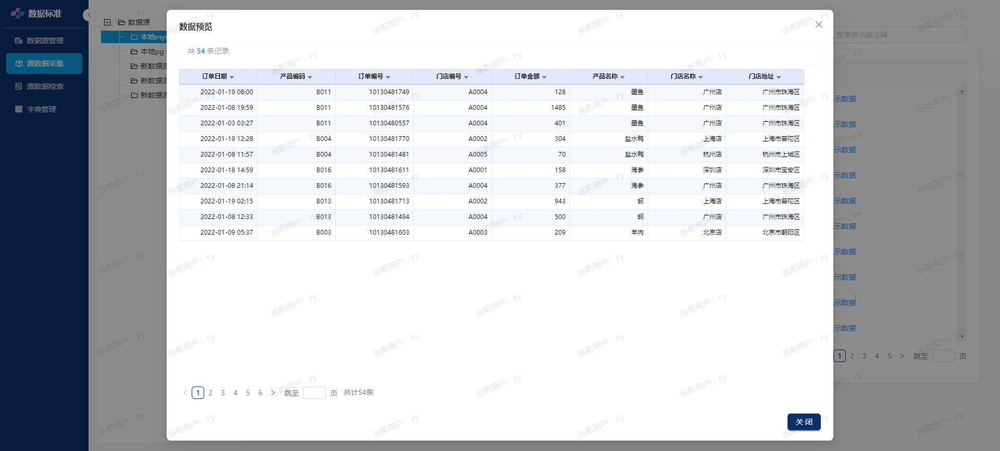 数据标准
数据源管理
源数据采集
源数据检索
字典管理
数据源
本地mys
本地pg
新数据源
新数据源
新数据源
数据预览
共 54 条记录
订单日期 产品编码 订单编号 门店编号 订单金额 产品名称 门店名称 门店地址
2022-01-19 08:00 B011 10130481749 A0004 128 墨鱼 广州店 广州市珠海区
2022-01-08 19:59 B011 10130481576 A0004 1485 墨鱼 广州店 广州市珠海区
2022-01-03 03:27 B011 10130480557 A0004 401 墨鱼 广州店 广州市珠海区
2022-01-19 12:28 B004 10130481770 A0002 304 盐水鸭 上海店 上海市普陀区
2022-01-08 11:57 B004 10130481481 A0005 70 盐水鸭 杭州店 杭州市上城区
2022-01-18 14:59 B016 10130481611 A0001 158 海参 深圳店 深圳市宝安区
2022-01-08 21:14 B016 10130481593 A0004 377 海参 广州店 广州市珠海区
2022-01-19 02:15 B013 10130481713 A0002 943 蚵 上海店 上海市普陀区
2022-01-08 12:33 B013 10130481494 A0004 500 蚵 广州店 广州市珠海区
2022-01-09 05:37 B003 10130481603 A0003 209 羊肉 北京店 北京市朝阳区
1 2 3 4 5 6 跳至 页 共计54条
关 闭
搜索表名或注释
示数据
示数据
示数据
示数据
示数据
示数据
示数据
示数据
示数据
示数据
1 2 3 4 5 跳至 页
当前用户：ry